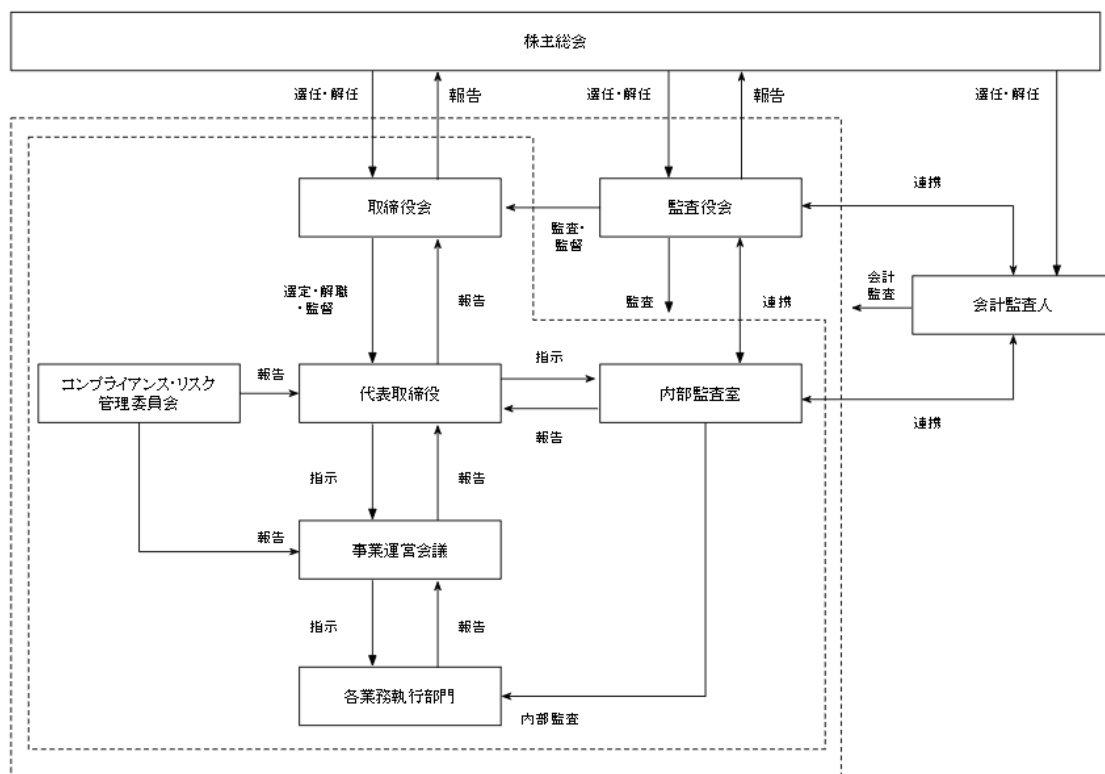 株主総会
選任・解任
報告
選任・解任
報告
選任・解任
取締役会
監査役会
連携
監査・
監督
選定・解職
・監督
報告
監査
連携
会計
監査
会計監査人
コンプライアンス・リスク
管理委員会
報告
代表取締役
指示
報告
内部監査室
連携
指示
報告
報告
事業運営会議
指示
報告
各業務執行部門
内部監査